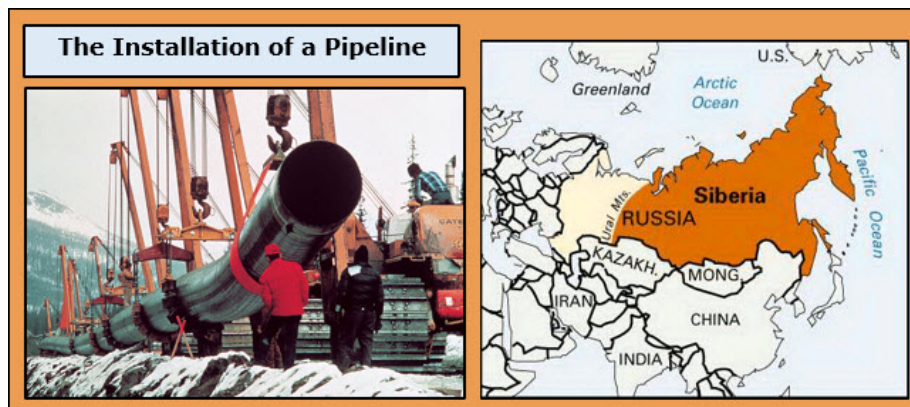 The Installation of a Pipeline
U.S.
Greenland
Arctic
Ocean
Siberia
Pacific Ocean
ural Mts.
RUSSIA
KAZAKH.
MONG.
IRAN
CHINA
INDIA